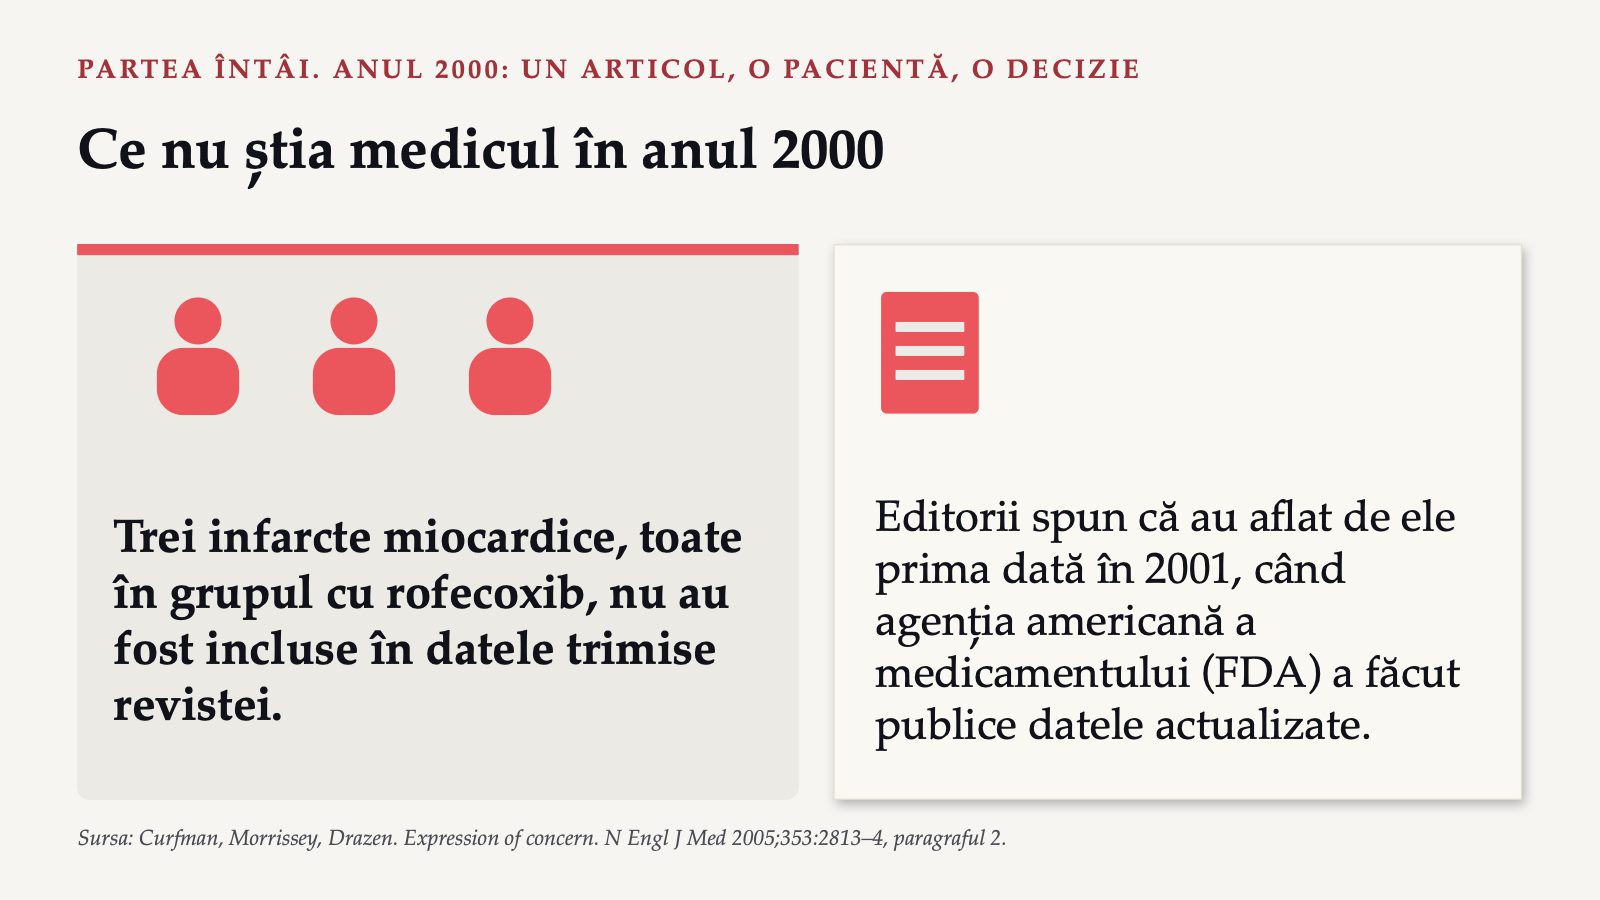 PARTEA ÎNTÂI. ANUL 2000: UN ARTICOL, O PACIENTĂ, O DECIZIE
Ce nu știa medicul în anul 2000
Trei infarcte miocardice, toate
în grupul cu rofecoxib, nu au
fost incluse în datele trimise
revistei.
Editorii spun că au aflat de ele
prima dată în 2001, când
agenția americană a
medicamentului (FDA) a făcut
publice datele actualizate.
Sursa: Curfman, Morrissey, Drazen. Expression of concern. N Engl J Med 2005;353:2813–4, paragraful 2.